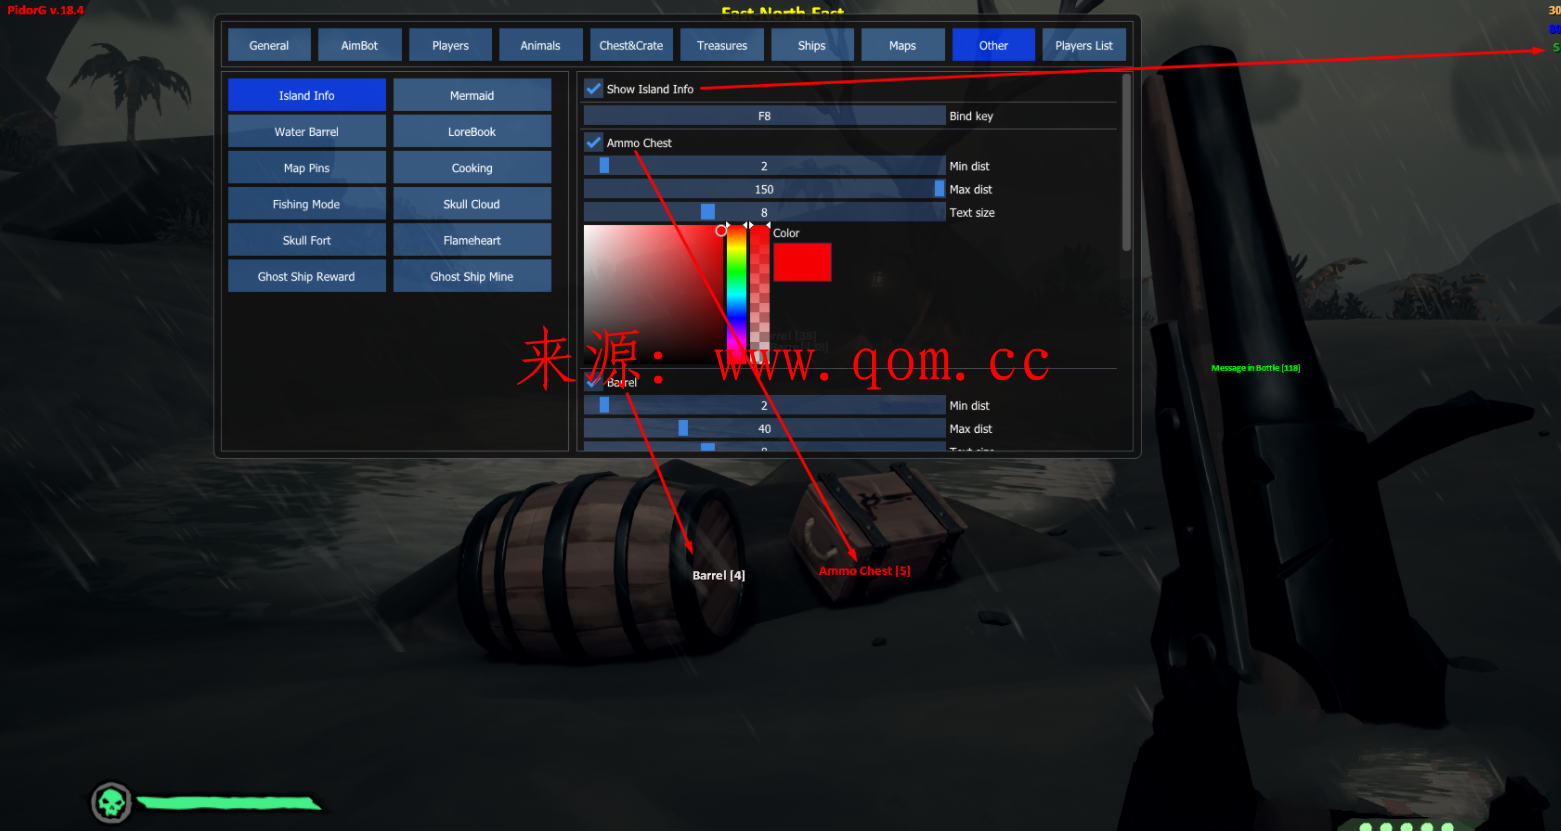 PidorG v.18.4
East-North-East
30
General AimBot Players Animals Chest&Crate Treasures Ships Maps Other Players List
Island Info Mermaid
Water Barrel LoreBook
Map Pins Cooking
Fishing Mode Skull Cloud
Skull Fort Flameheart
Ghost Ship Reward Ghost Ship Mine
Show Island Info
F8 Bind key
Ammo Chest
2 Min dist
150 Max dist
8 Text size
Color
来源: www.qom.cc
Barrel
2 Min dist
40 Max dist
8 Text size
Message in Bottle [118]
Barrel [4]
Ammo Chest [5]